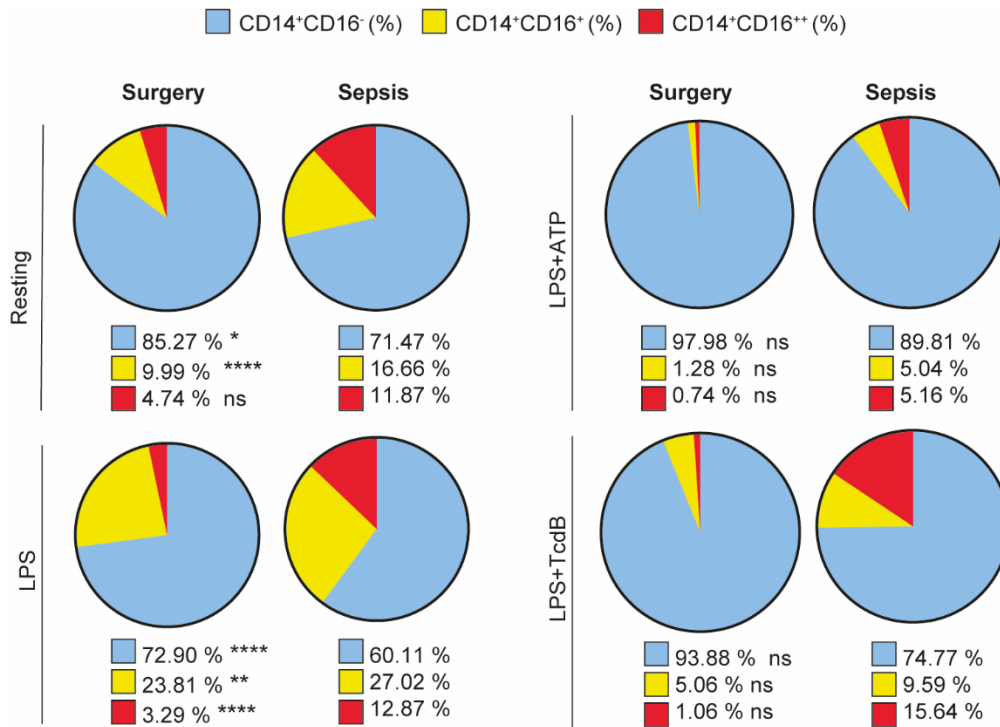 CD14⁺CD16⁻ (%) CD14⁺CD16⁺ (%) CD14⁺CD16⁺⁺ (%)
Surgery Sepsis
Resting
85.27 % * 71.47 %
9.99 % **** 16.66 %
4.74 % ns 11.87 %
LPS
72.90 % **** 60.11 %
23.81 % ** 27.02 %
3.29 % **** 12.87 %
Surgery Sepsis
LPS+ATP
97.98 % ns 89.81 %
1.28 % ns 5.04 %
0.74 % ns 5.16 %
LPS+TcdB
93.88 % ns 74.77 %
5.06 % ns 9.59 %
1.06 % ns 15.64 %